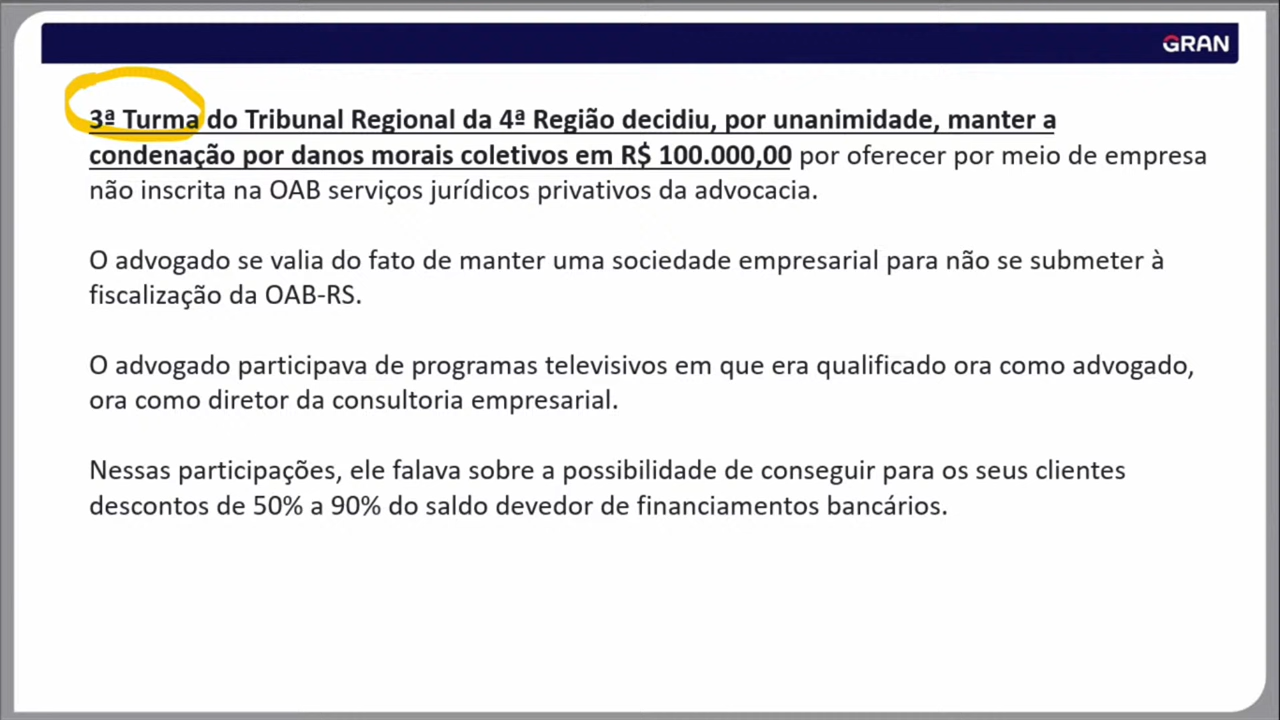 GRAN
3ª Turma do Tribunal Regional da 4ª Região decidiu, por unanimidade, manter a
condenação por danos morais coletivos em R$ 100.000,00 por oferecer por meio de empresa
não inscrita na OAB serviços jurídicos privativos da advocacia.
O advogado se valia do fato de manter uma sociedade empresarial para não se submeter à
fiscalização da OAB-RS.
O advogado participava de programas televisivos em que era qualificado ora como advogado,
ora como diretor da consultoria empresarial.
Nessas participações, ele falava sobre a possibilidade de conseguir para os seus clientes
descontos de 50% a 90% do saldo devedor de financiamentos bancários.